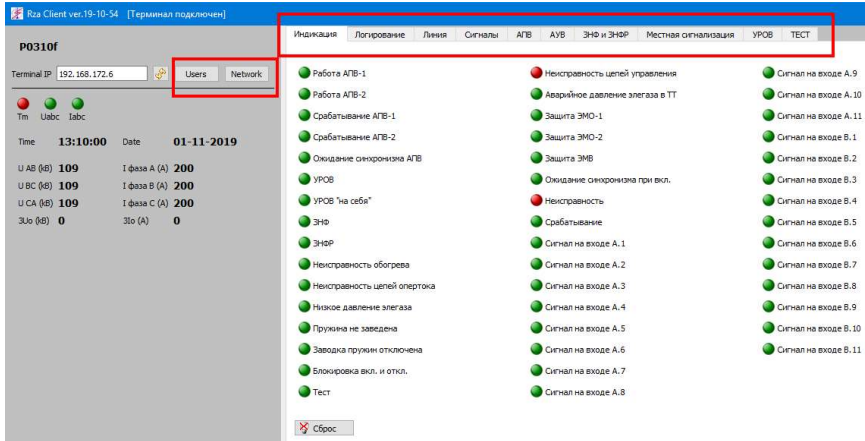 Rza Client ver.19-10-54 [Терминал подключен]
P0310f
Terminal IP 192.168.172.6 Users Network
Tm Uabc Iabc
Time 13:10:00 Date 01-11-2019
U AB (kB) 109 I фаза A (A) 200
U BC (kB) 109 I фаза B (A) 200
U CA (kB) 109 I фаза C (A) 200
3Uo (kB) 0 3Io (A) 0
Индикация Логирование Линия Сигналы АПВ АУВ ЗНФ и ЗНФР Местная сигнализация УРОВ ТЕСТ
Работа АПВ-1
Работа АПВ-2
Срабатывание АПВ-1
Срабатывание АПВ-2
Ожидание синхронизма АПВ
УРОВ
УРОВ "на себя"
ЗНФ
ЗНФР
Неисправность обогрева
Неисправность цепей опертока
Низкое давление элегаза
Пружина не заведена
Заводка пружин отключена
Блокировка вкл. и откл.
Тест
Неисправность цепей управления
Аварийное давление элегаза в ТТ
Защита ЭМО-1
Защита ЭМО-2
Защита ЭМВ
Ожидание синхронизма при вкл.
Неисправность
Срабатывание
Сигнал на входе A.1
Сигнал на входе A.2
Сигнал на входе A.3
Сигнал на входе A.4
Сигнал на входе A.5
Сигнал на входе A.6
Сигнал на входе A.7
Сигнал на входе A.8
Сигнал на входе A.9
Сигнал на входе A.10
Сигнал на входе A.11
Сигнал на входе B.1
Сигнал на входе B.2
Сигнал на входе B.3
Сигнал на входе B.4
Сигнал на входе B.5
Сигнал на входе B.6
Сигнал на входе B.7
Сигнал на входе B.8
Сигнал на входе B.9
Сигнал на входе B.10
Сигнал на входе B.11
Сброс